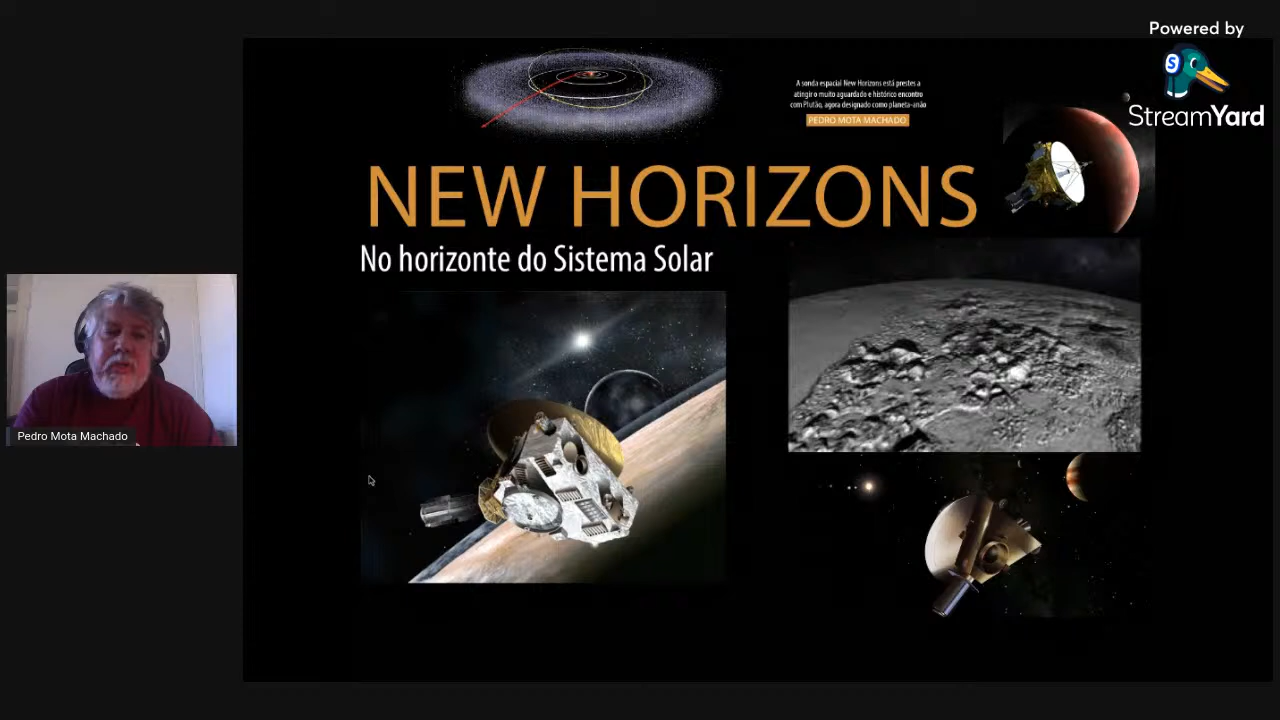 Powered by
StreamYard
A sonda espacial New Horizons está prestes a
atingir o muito aguardado e histórico encontro
com Plutão, agora designado como planeta-anão
PEDRO MOTA MACHADO
NEW HORIZONS
No horizonte do Sistema Solar
Pedro Mota Machado